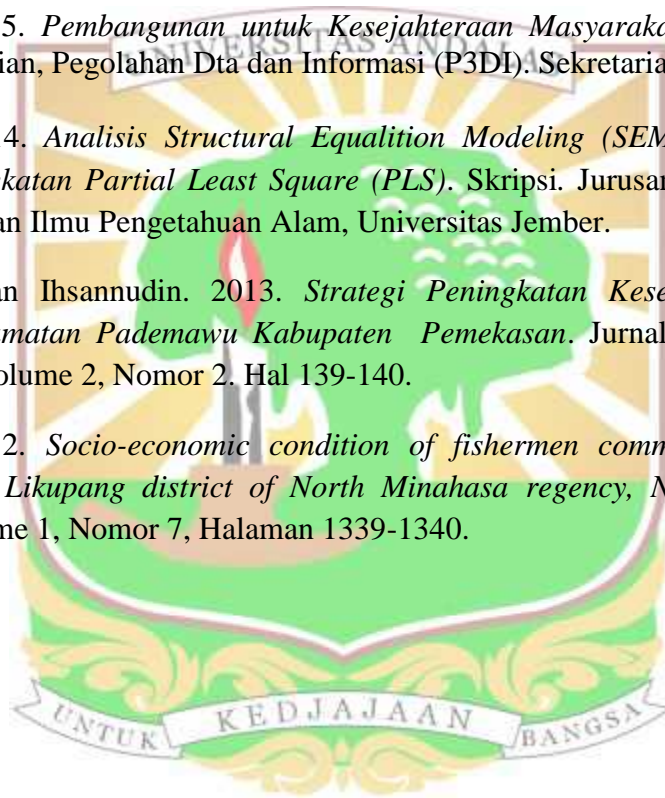 5. Pembangunan untuk Kesejahteraan Masyaraka
UNIVERSITAS ANDALAS
ian, Pegolahan Dta dan Informasi (P3DI). Sekretaria
4. Analisis Structural Equalition Modeling (SEM
katan Partial Least Square (PLS). Skripsi. Jurusan
an Ilmu Pengetahuan Alam, Universitas Jember.
an Ihsannudin. 2013. Strategi Peningkatan Kese
amatan Pademawu Kabupaten Pemekasan. Jurnal
olume 2, Nomor 2. Hal 139-140.
2. Socio-economic condition of fishermen comm
Likupang district of North Minahasa regency, N
me 1, Nomor 7, Halaman 1339-1340.
UNTUK KEDJAJAAN BANGSA